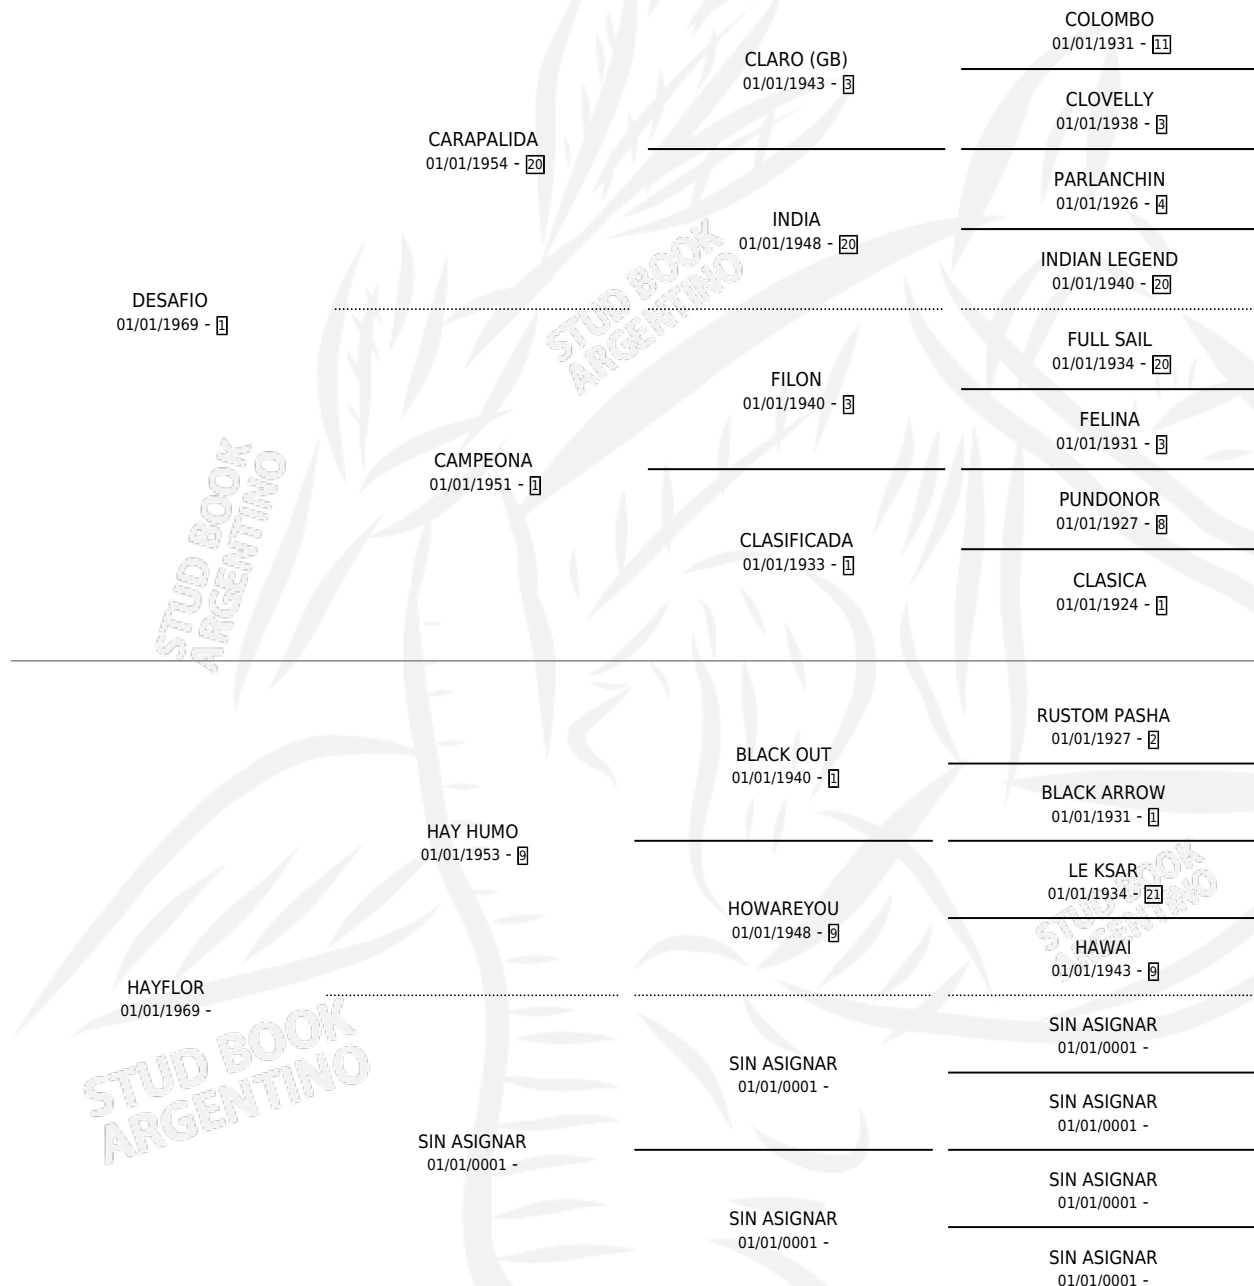 COLOMBO
01/01/1931 - 11
CLARO (GB)
01/01/1943 - 3
CLOVELLY
01/01/1938 - 3
CARAPALIDA
01/01/1954 - 20
PARLANCHIN
01/01/1926 - 4
INDIA
01/01/1948 - 20
INDIAN LEGEND
01/01/1940 - 20
DESAFIO
01/01/1969 - 1
FULL SAIL
01/01/1934 - 20
FILON
01/01/1940 - 3
FELINA
01/01/1931 - 3
CAMPEONA
01/01/1951 - 1
PUNDONOR
01/01/1927 - 8
CLASIFICADA
01/01/1933 - 1
CLASICA
01/01/1924 - 1
RUSTOM PASHA
01/01/1927 - 2
BLACK OUT
01/01/1940 - 1
BLACK ARROW
01/01/1931 - 1
HAY HUMO
01/01/1953 - 9
LE KSAR
01/01/1934 - 21
HOWAREYOU
01/01/1948 - 9
HAWAI
01/01/1943 - 9
HAYFLOR
01/01/1969 -
SIN ASIGNAR
01/01/0001 -
SIN ASIGNAR
01/01/0001 -
SIN ASIGNAR
01/01/0001 -
SIN ASIGNAR
01/01/0001 -
SIN ASIGNAR
01/01/0001 -
SIN ASIGNAR
01/01/0001 -
SIN ASIGNAR
01/01/0001 -
STUD BOOK
ARGENTINO
STUD BOOK
ARGENTINO
STUD BOOK
ARGENTINO
STUD BOOK
ARGENTINO